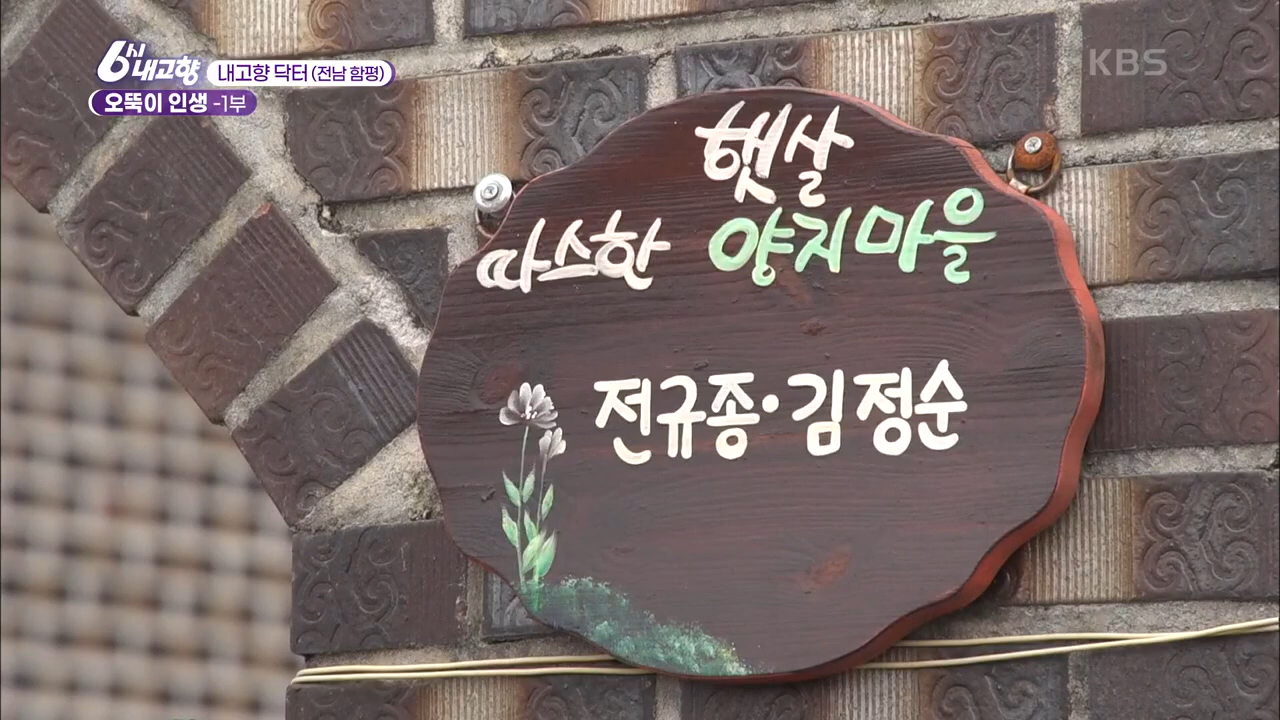 6시내고향 내고향 닥터 (전남 함평)
오뚝이 인생 -1부
KBS
햇살
따스한 양지마을
전규종·김정순